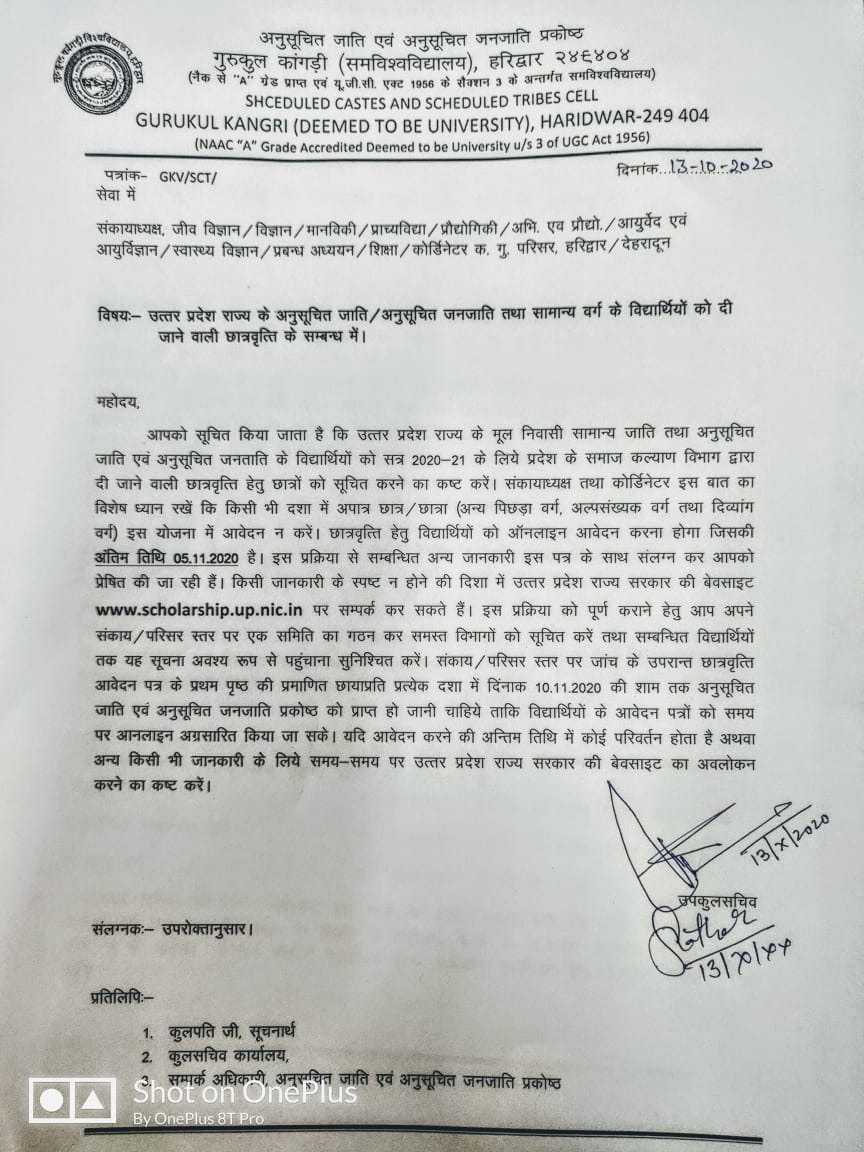 अनुसूचित जाति एवं अनुसूचित जनजाति प्रकोष्ठ
गुरुकुल कांगड़ी (समविश्वविद्यालय), हरिद्वार २४९४०४
(नैक से "A" ग्रेड प्राप्त एवं यू.जी.सी. एक्ट 1956 के सैक्शन 3 के अन्तर्गत समविश्वविद्यालय)
SHCEDULED CASTES AND SCHEDULED TRIBES CELL
GURUKUL KANGRI (DEEMED TO BE UNIVERSITY), HARIDWAR-249 404
(NAAC "A" Grade Accredited Deemed to be University u/s 3 of UGC Act 1956)
पत्रांक- GKV/SCT/
दिनांक...13-10-2020
सेवा में
संकायाध्यक्ष, जीव विज्ञान/विज्ञान/मानविकी/प्राच्यविद्या/प्रौद्योगिकी/अभि. एव प्रौद्यो./आयुर्वेद एवं
आयुर्विज्ञान/स्वास्थ्य विज्ञान/प्रबन्ध अध्ययन/शिक्षा/कोर्डिनेटर क. गु. परिसर, हरिद्वार/देहरादून
विषयः– उत्तर प्रदेश राज्य के अनुसूचित जाति/अनुसूचित जनजाति तथा सामान्य वर्ग के विद्यार्थियों को दी
जाने वाली छात्रवृत्ति के सम्बन्ध में।
महोदय,
आपको सूचित किया जाता है कि उत्तर प्रदेश राज्य के मूल निवासी सामान्य जाति तथा अनुसूचित
जाति एवं अनुसूचित जनताति के विद्यार्थियों को सत्र 2020–21 के लिये प्रदेश के समाज कल्याण विभाग द्वारा
दी जाने वाली छात्रवृत्ति हेतु छात्रों को सूचित करने का कष्ट करें। संकायाध्यक्ष तथा कोर्डिनेटर इस बात का
विशेष ध्यान रखें कि किसी भी दशा में अपात्र छात्र/छात्रा (अन्य पिछड़ा वर्ग, अल्पसंख्यक वर्ग तथा दिव्यांग
वर्ग) इस योजना में आवेदन न करें। छात्रवृत्ति हेतु विद्यार्थियों को ऑनलाइन आवेदन करना होगा जिसकी
अंतिम तिथि 05.11.2020 है। इस प्रक्रिया से सम्बन्धित अन्य जानकारी इस पत्र के साथ संलग्न कर आपको
प्रेषित की जा रही हैं। किसी जानकारी के स्पष्ट न होने की दिशा में उत्तर प्रदेश राज्य सरकार की बेवसाइट
www.scholarship.up.nic.in पर सम्पर्क कर सकते हैं। इस प्रक्रिया को पूर्ण कराने हेतु आप अपने
संकाय/परिसर स्तर पर एक समिति का गठन कर समस्त विभागों को सूचित करें तथा सम्बन्धित विद्यार्थियों
तक यह सूचना अवश्य रूप से पहुंचाना सुनिश्चित करें। संकाय/परिसर स्तर पर जांच के उपरान्त छात्रवृत्ति
आवेदन पत्र के प्रथम पृष्ठ की प्रमाणित छायाप्रति प्रत्येक दशा में दिंनाक 10.11.2020 की शाम तक अनुसूचित
जाति एवं अनुसूचित जनजाति प्रकोष्ठ को प्राप्त हो जानी चाहिये ताकि विद्यार्थियों के आवेदन पत्रों को समय
पर आनलाइन अग्रसारित किया जा सके। यदि आवेदन करने की अन्तिम तिथि में कोई परिवर्तन होता है अथवा
अन्य किसी भी जानकारी के लिये समय–समय पर उत्तर प्रदेश राज्य सरकार की बेवसाइट का अवलोकन
करने का कष्ट करें।
13/X/2020
उपकुलसचिव
संलग्नकः– उपरोक्तानुसार।
प्रतिलिपिः–
1. कुलपति जी, सूचनार्थ
2. कुलसचिव कार्यालय,
3. सम्पर्क अधिकारी, अनुसूचित जाति एवं अनुसूचित जनजाति प्रकोष्ठ
Shot on OnePlus
By OnePlus 8T Pro